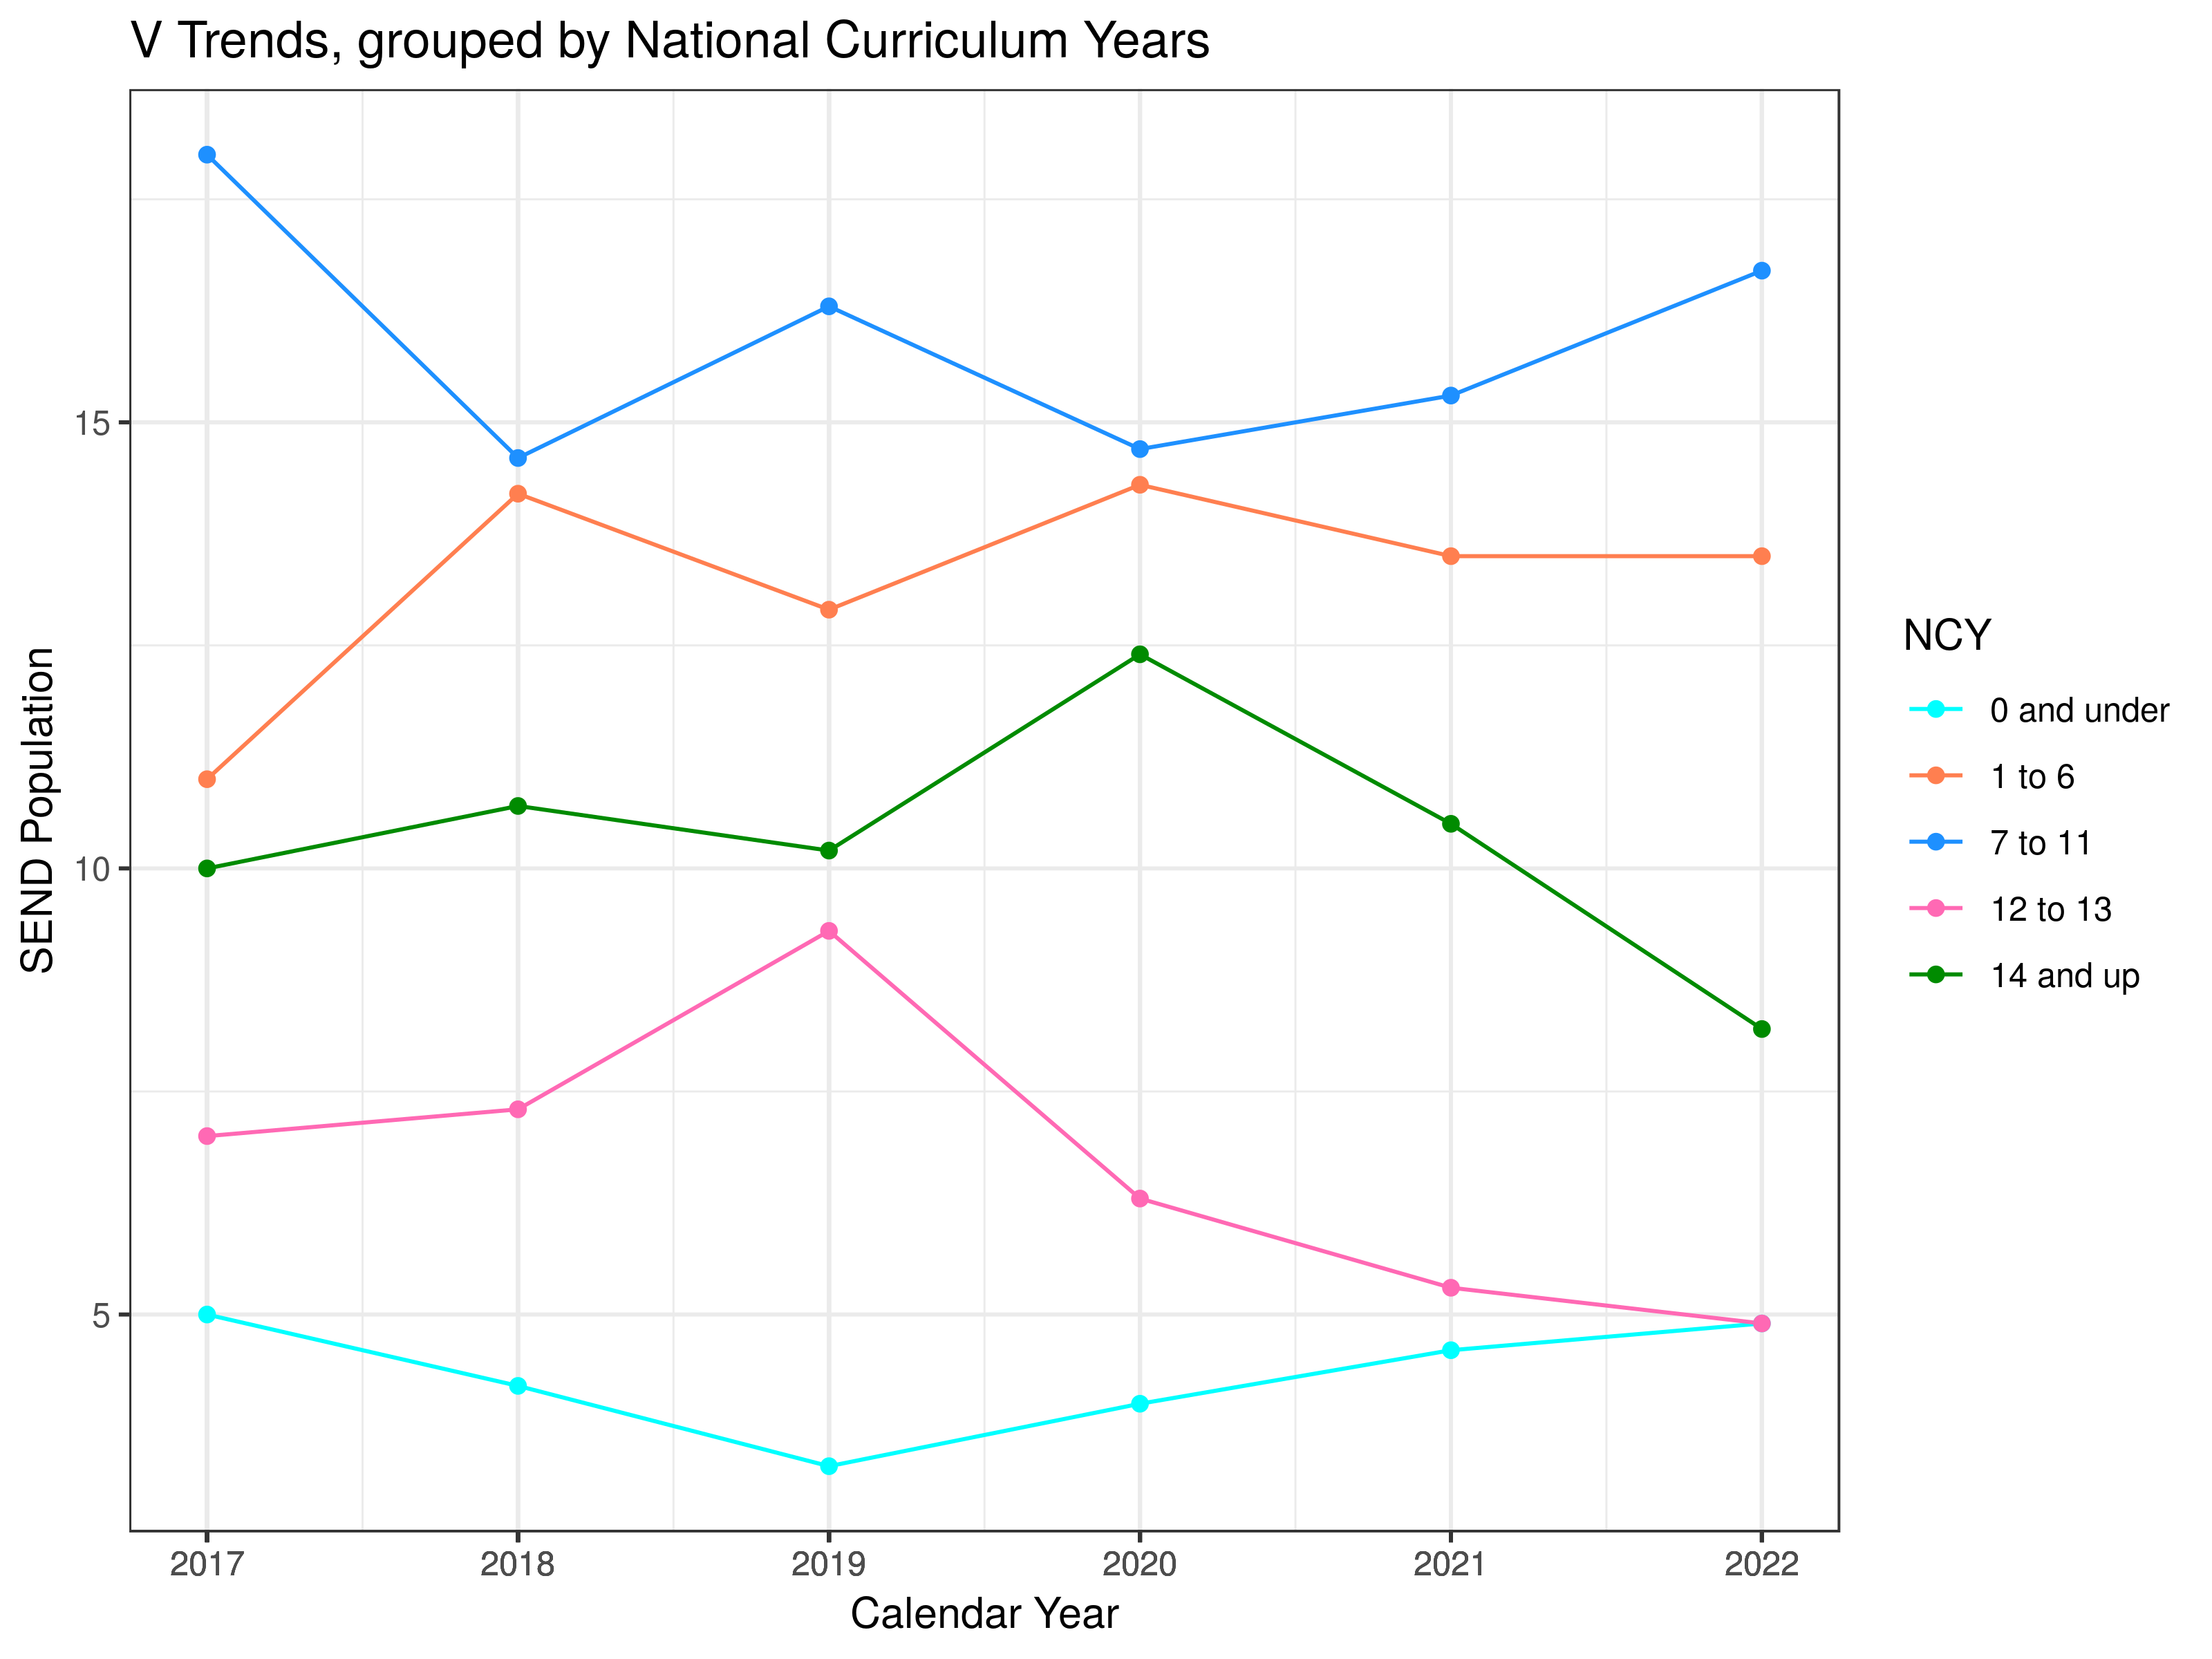 V Trends, grouped by National Curriculum Years
SEND Population
15
10
5
2017 2018 2019 2020 2021 2022
Calendar Year
NCY
0 and under
1 to 6
7 to 11
12 to 13
14 and up